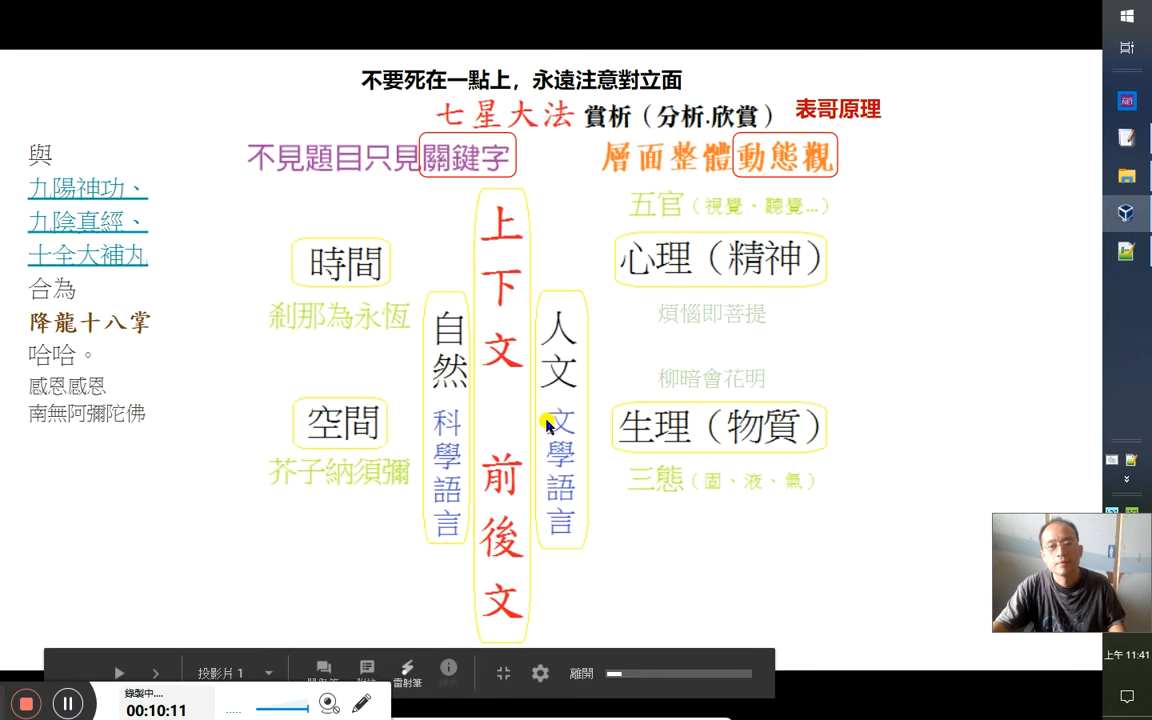 不要死在一點上，永遠注意對立面
七星大法 賞析（分析.欣賞） 表哥原理
不見題目只見關鍵字
層面整體動態觀
與
九陽神功、
九陰真經、
十全大補丸
合為
降龍十八掌
哈哈。
感恩感恩
南無阿彌陀佛
時間
剎那為永恆
空間
芥子納須彌
自然 科學語言
上下文 前後文
人文 文學語言
五官（視覺、聽覺...）
心理（精神）
煩惱即菩提
柳暗會花明
生理（物質）
三態（固、液、氣）
投影片 1
雷射筆
離開
錄製中....
00:10:11
上午 11:41